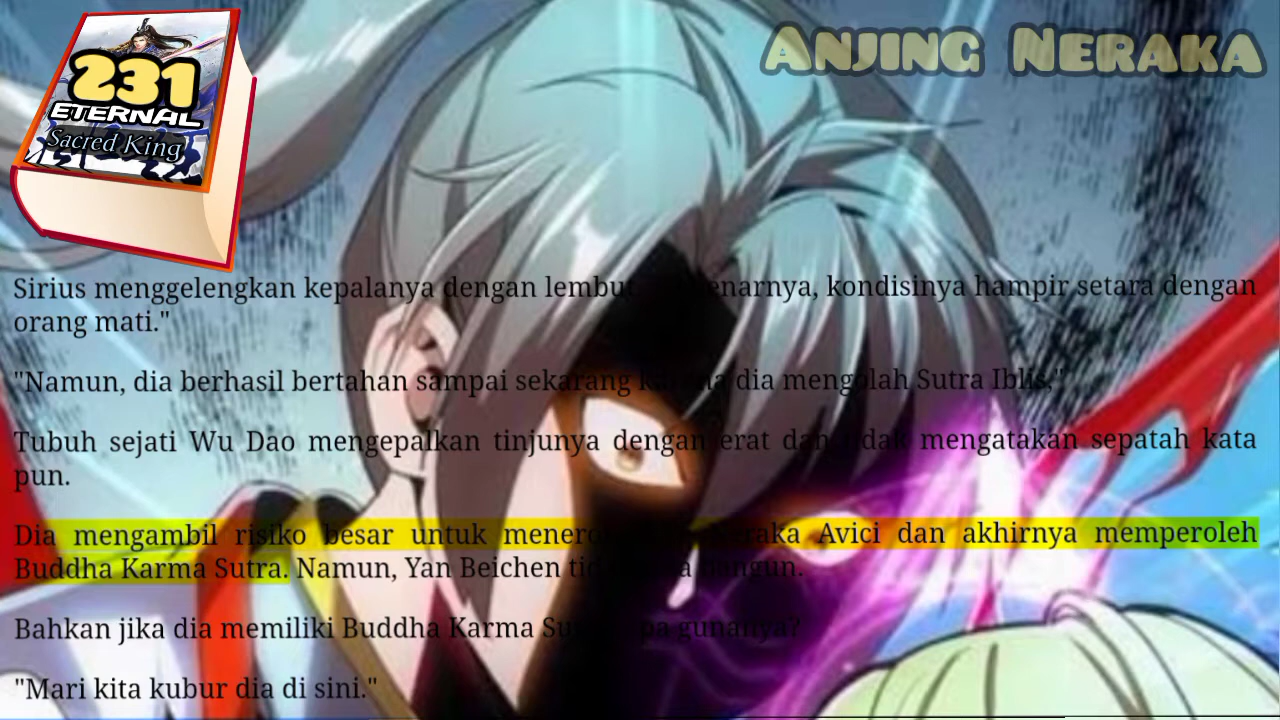 231
ETERNAL
Sacred King
ANJING NERAKA
Sirius menggelengkan kepalanya dengan lembut. kondisinya hampir setara dengan
orang mati."
"Namun, dia berhasil bertahan sampai sekarang dia mengolah Sutra Iblis."
Tubuh sejati Wu Dao mengepalkan tinjunya dengan erat dan tidak mengatakan sepatah kata
pun.
Dia mengambil risiko besar untuk Neraka Avici dan akhirnya memperoleh
Buddha Karma Sutra. Namun, Yan Beichen bangun.
Bahkan jika dia memiliki Buddha Karma gunanya?
"Mari kita kubur dia di sini."